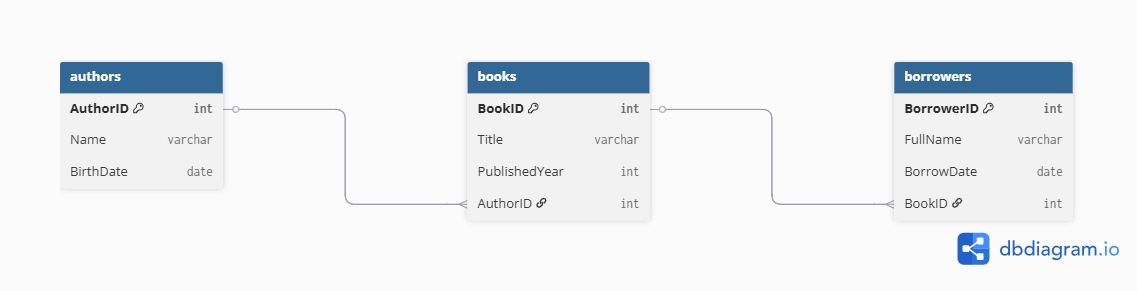 authors
AuthorID int
Name varchar
BirthDate date
books
BookID int
Title varchar
PublishedYear int
AuthorID int
borrowers
BorrowerID int
FullName varchar
BorrowDate date
BookID int
dbdiagram.io